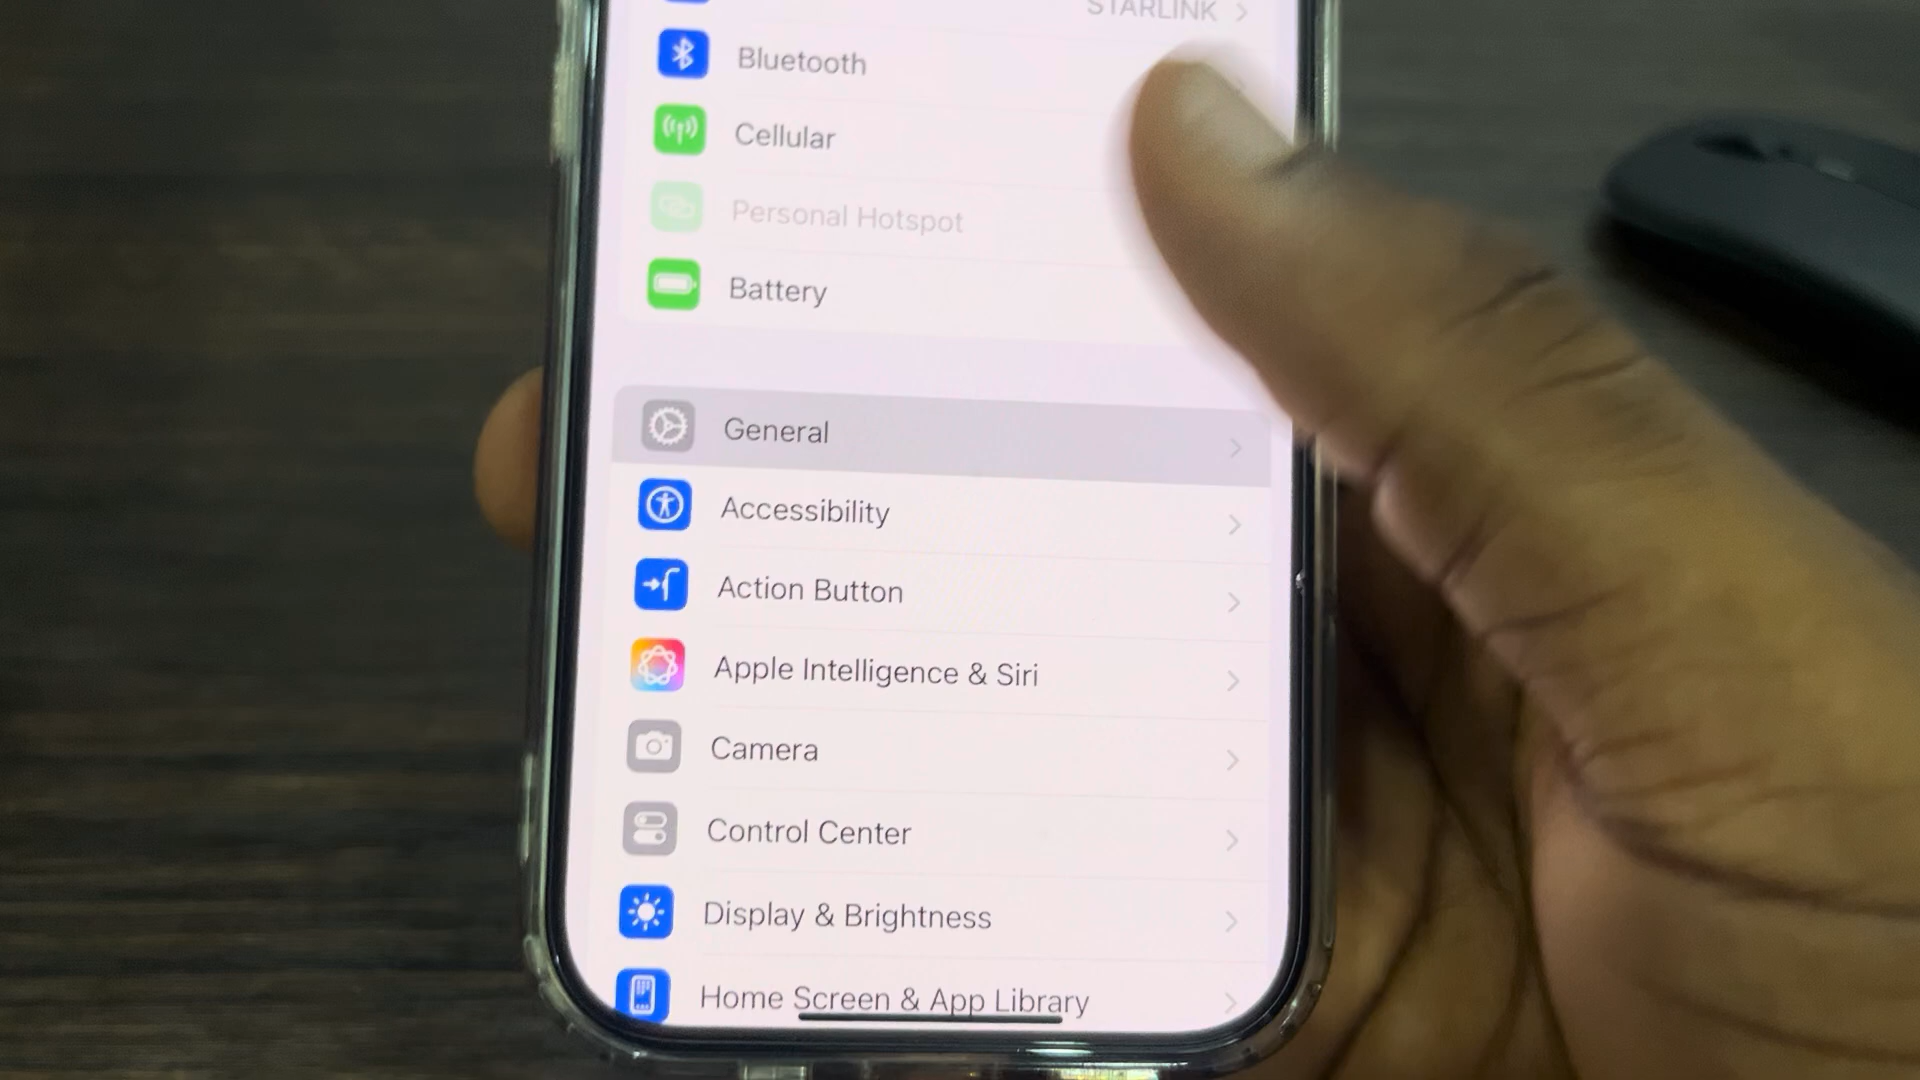 STARLINK
Bluetooth
Cellular
Personal Hotspot
Battery
General
Accessibility
Action Button
Apple Intelligence & Siri
Camera
Control Center
Display & Brightness
Home Screen & App Library